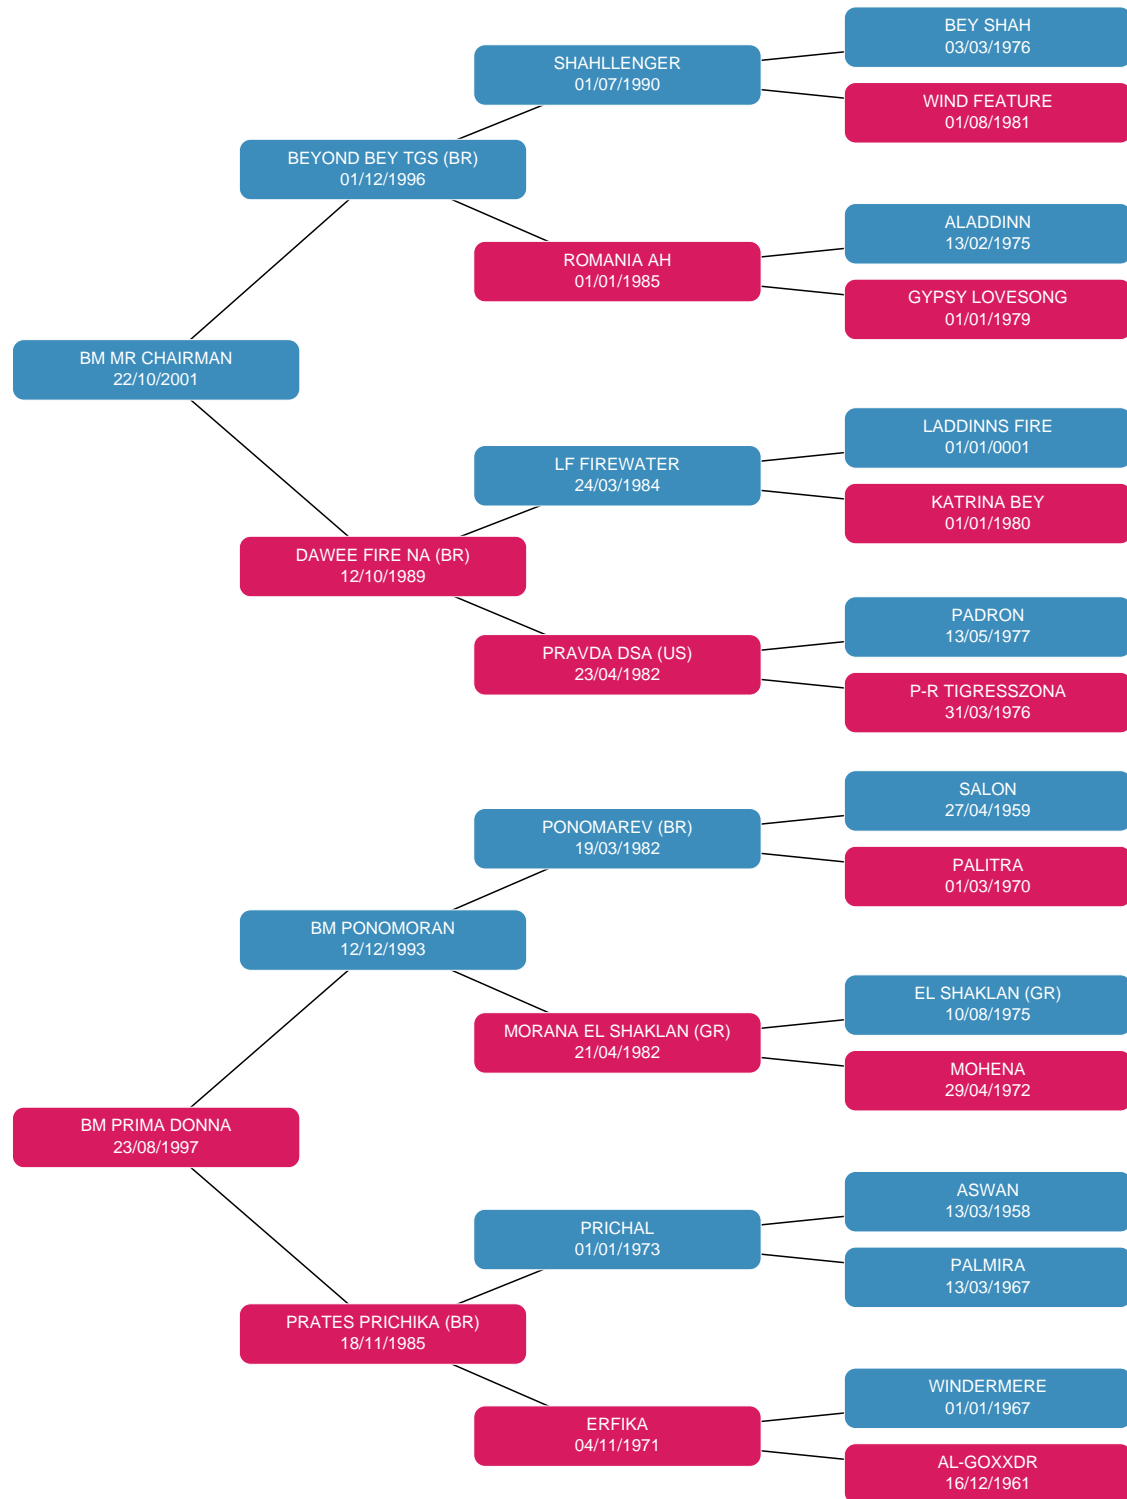 BEY SHAH
03/03/1976
SHAHLLENGER
01/07/1990
WIND FEATURE
01/08/1981
BEYOND BEY TGS (BR)
01/12/1996
ALADDINN
13/02/1975
ROMANIA AH
01/01/1985
GYPSY LOVESONG
01/01/1979
BM MR CHAIRMAN
22/10/2001
LADDINNS FIRE
01/01/0001
LF FIREWATER
24/03/1984
KATRINA BEY
01/01/1980
DAWEE FIRE NA (BR)
12/10/1989
PADRON
13/05/1977
PRAVDA DSA (US)
23/04/1982
P-R TIGRESSZONA
31/03/1976
SALON
27/04/1959
PONOMAREV (BR)
19/03/1982
PALITRA
01/03/1970
BM PONOMORAN
12/12/1993
EL SHAKLAN (GR)
10/08/1975
MORANA EL SHAKLAN (GR)
21/04/1982
MOHENA
29/04/1972
BM PRIMA DONNA
23/08/1997
ASWAN
13/03/1958
PRICHAL
01/01/1973
PALMIRA
13/03/1967
PRATES PRICHIKA (BR)
18/11/1985
WINDERMERE
01/01/1967
ERFIKA
04/11/1971
AL-GOXXDR
16/12/1961